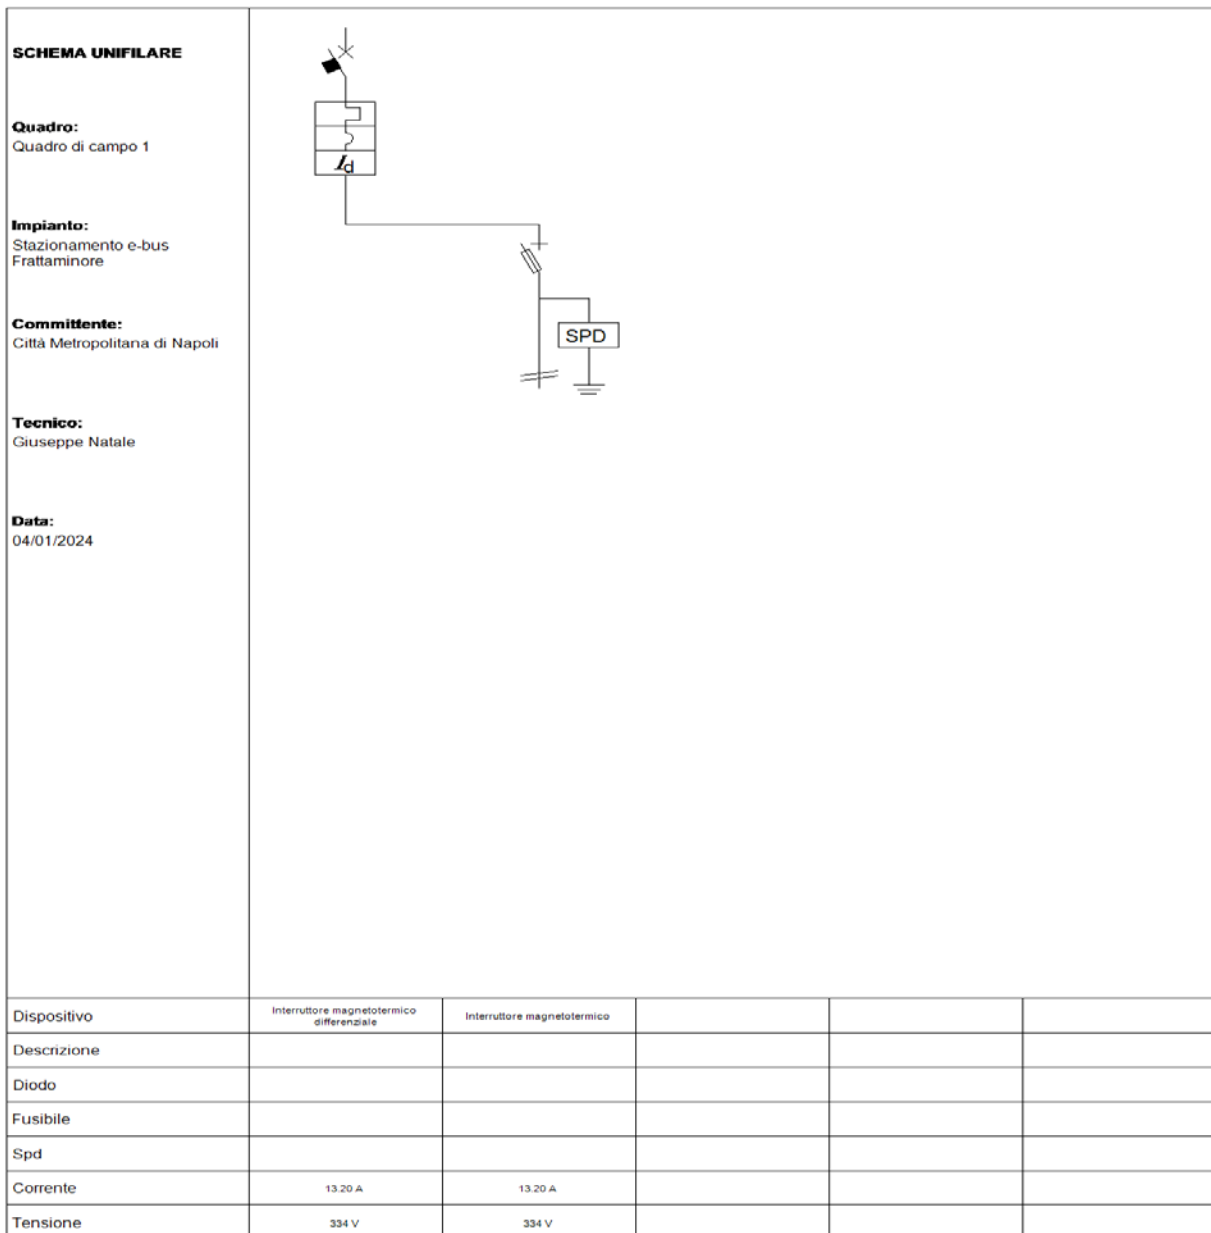 SCHEMA UNIFILARE
Quadro:
Quadro di campo 1
Impianto:
Stazionamento e-bus
Frattaminore
Committente:
Città Metropolitana di Napoli
Tecnico:
Giuseppe Natale
Data:
04/01/2024
Id
SPD
Dispositivo
Interruttore magnetotermico
differenziale
Interruttore magnetotermico
Descrizione
Diodo
Fusibile
Spd
Corrente 13.20 A 13.20 A
Tensione 334 V 334 V